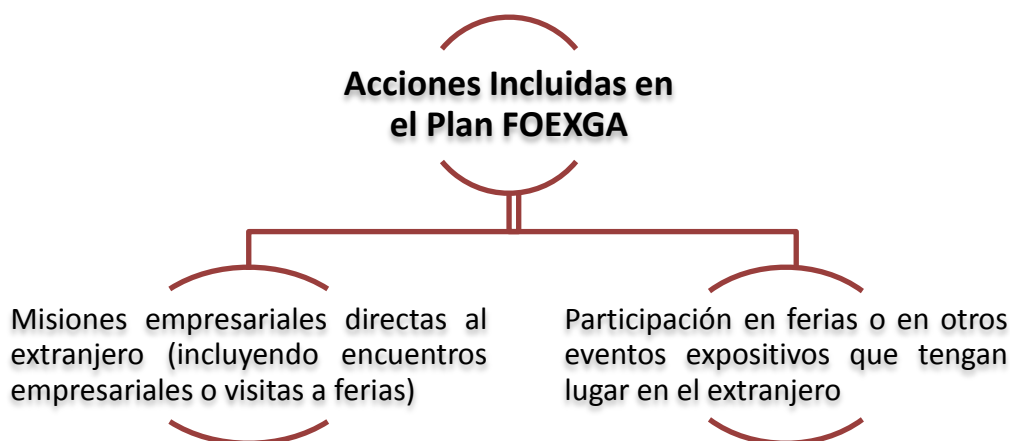 Acciones Incluidas en
el Plan FOEXGA
Misiones empresariales directas al
extranjero (incluyendo encuentros
empresariales o visitas a ferias)
Participación en ferias o en otros
eventos expositivos que tengan
lugar en el extranjero